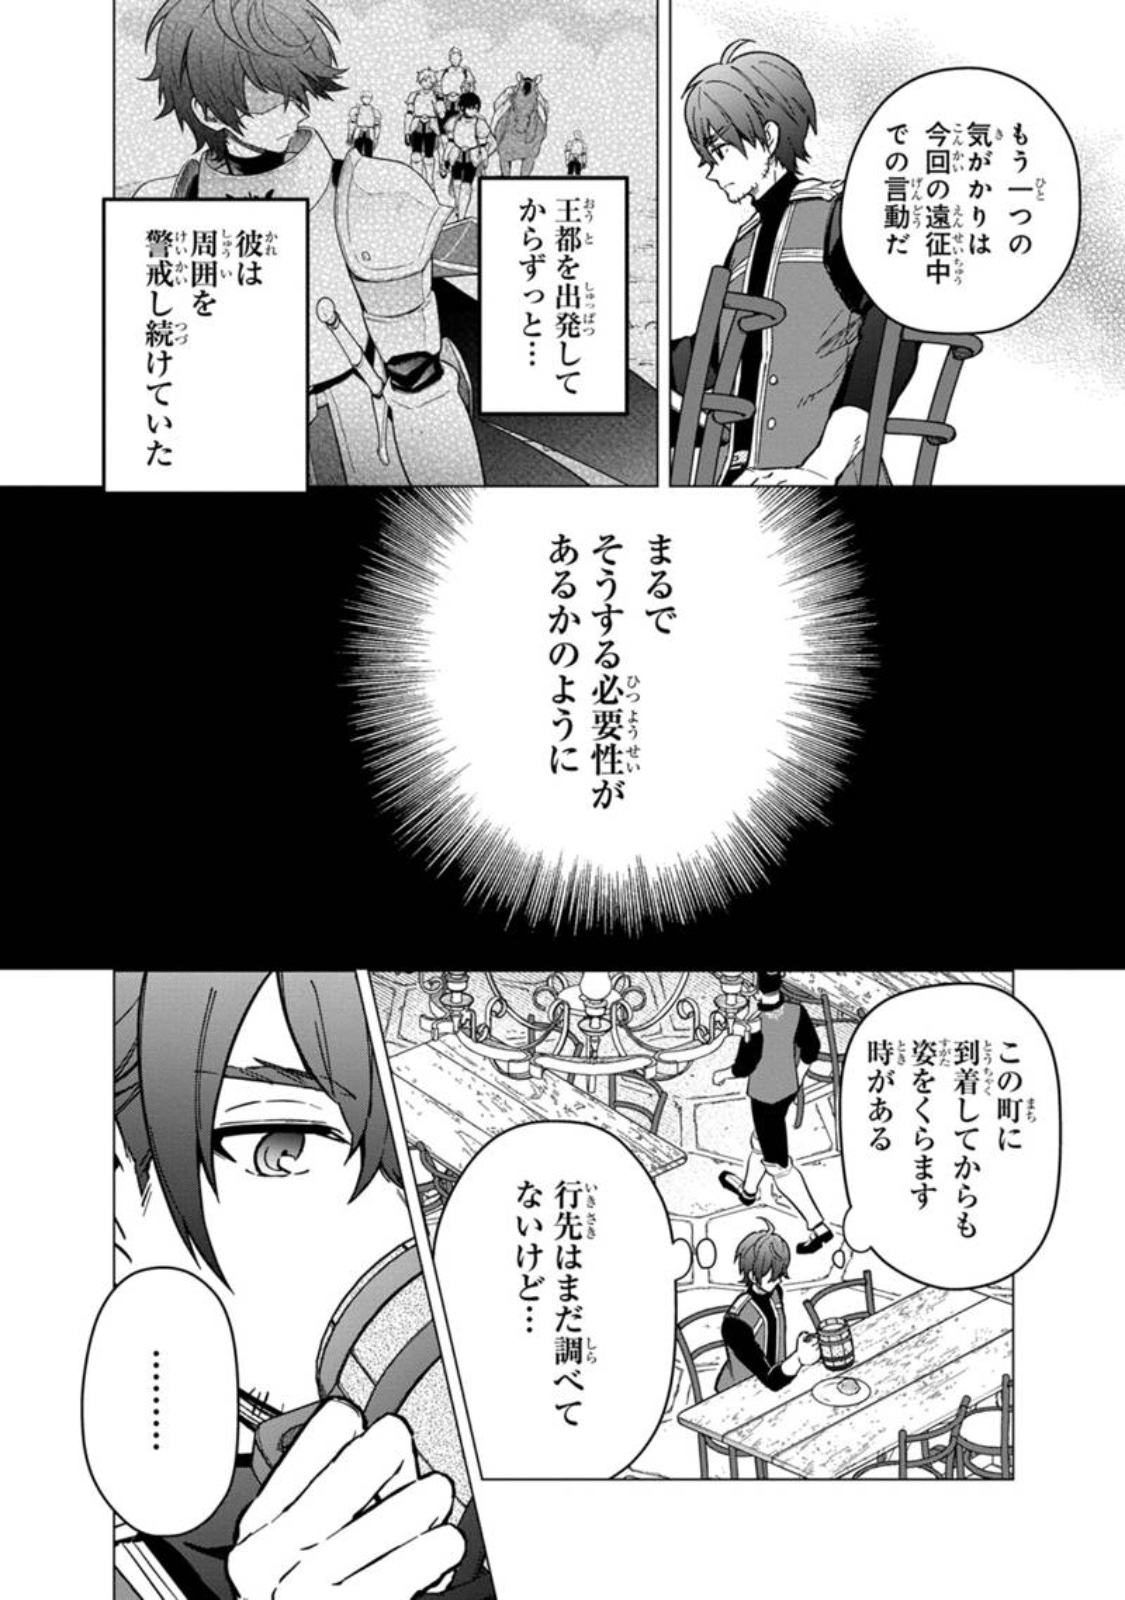 もう一つの
気がかりは
今回の遠征中
での言動だ
王都を出発して
からずっと…
彼は
周囲を
警戒し続けていた
まるで
そうする必要性が
あるかのように
この町に
到着してからも
姿をくらます
時がある
行先はまだ調べて
ないけど…
………